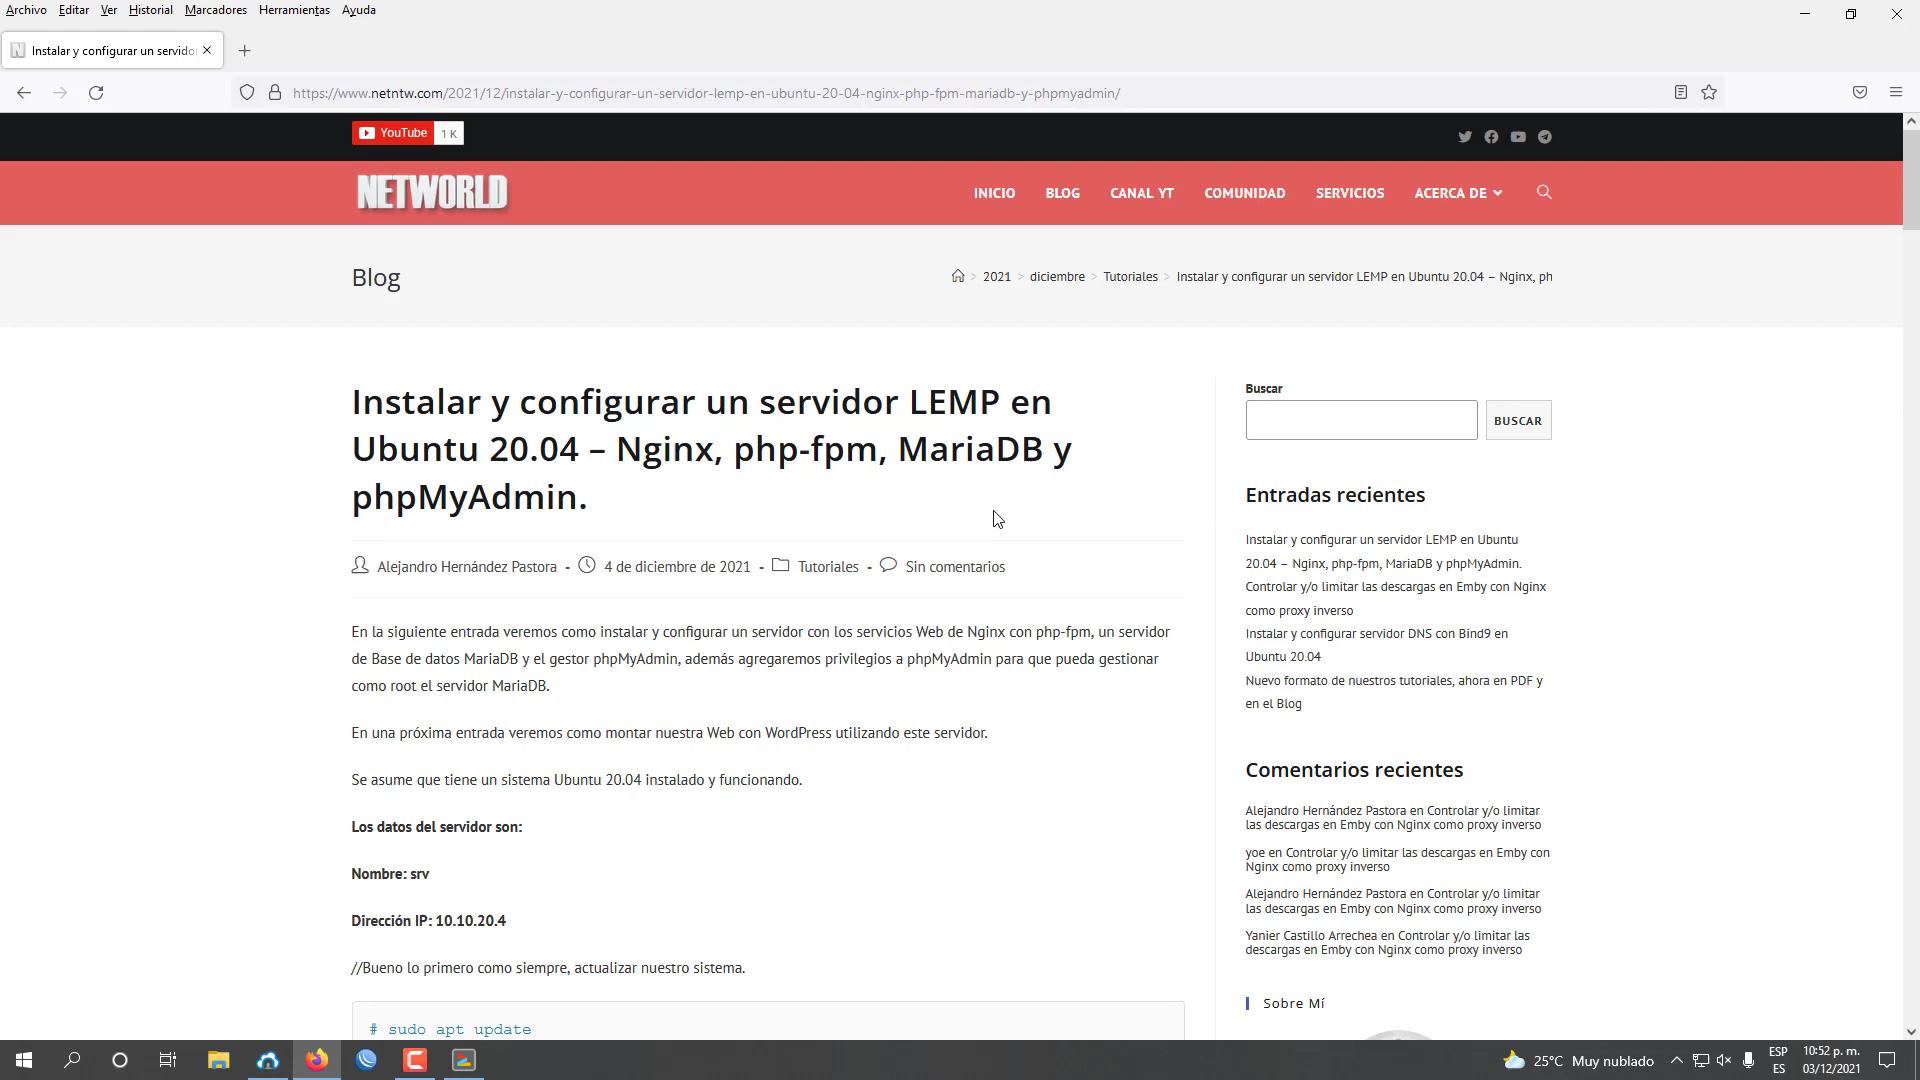 Archivo Editar Ver Historial Marcadores Herramientas Ayuda
Instalar y configurar un servidor
https://www.netntw.com/2021/12/instalar-y-configurar-un-servidor-lemp-en-ubuntu-20-04-nginx-php-fpm-mariadb-y-phpmyadmin/
YouTube 1 K
NETWORLD
INICIO BLOG CANAL YT COMUNIDAD SERVICIOS ACERCA DE
Blog
> 2021 > diciembre > Tutoriales > Instalar y configurar un servidor LEMP en Ubuntu 20.04 – Nginx, ph
Instalar y configurar un servidor LEMP en
Ubuntu 20.04 – Nginx, php-fpm, MariaDB y
phpMyAdmin.
Alejandro Hernández Pastora - 4 de diciembre de 2021 - Tutoriales - Sin comentarios
En la siguiente entrada veremos como instalar y configurar un servidor con los servicios Web de Nginx con php-fpm, un servidor
de Base de datos MariaDB y el gestor phpMyAdmin, además agregaremos privilegios a phpMyAdmin para que pueda gestionar
como root el servidor MariaDB.
En una próxima entrada veremos como montar nuestra Web con WordPress utilizando este servidor.
Se asume que tiene un sistema Ubuntu 20.04 instalado y funcionando.
Los datos del servidor son:
Nombre: srv
Dirección IP: 10.10.20.4
//Bueno lo primero como siempre, actualizar nuestro sistema.
# sudo apt update
Buscar
BUSCAR
Entradas recientes
Instalar y configurar un servidor LEMP en Ubuntu
20.04 – Nginx, php-fpm, MariaDB y phpMyAdmin.
Controlar y/o limitar las descargas en Emby con Nginx
como proxy inverso
Instalar y configurar servidor DNS con Bind9 en
Ubuntu 20.04
Nuevo formato de nuestros tutoriales, ahora en PDF y
en el Blog
Comentarios recientes
Alejandro Hernández Pastora en Controlar y/o limitar
las descargas en Emby con Nginx como proxy inverso
yoe en Controlar y/o limitar las descargas en Emby con
Nginx como proxy inverso
Alejandro Hernández Pastora en Controlar y/o limitar
las descargas en Emby con Nginx como proxy inverso
Yanier Castillo Arrechea en Controlar y/o limitar las
descargas en Emby con Nginx como proxy inverso
Sobre Mí
25°C Muy nublado
ESP
ES
10:52 p. m.
03/12/2021